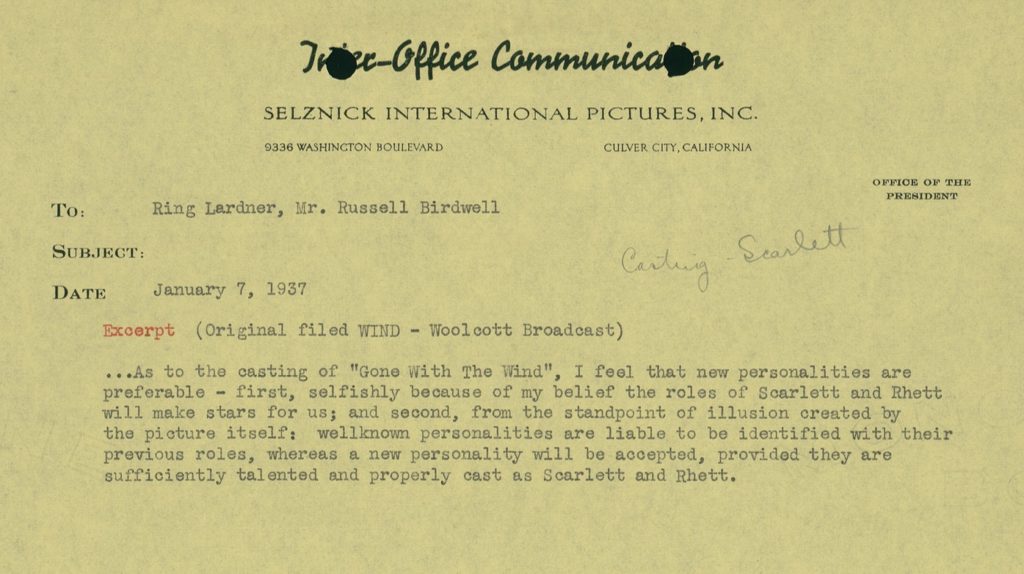 Inter-Office Communication
SELZNICK INTERNATIONAL PICTURES, INC.
9336 WASHINGTON BOULEVARD CULVER CITY, CALIFORNIA
OFFICE OF THE
PRESIDENT
To: Ring Lardner, Mr. Russell Birdwell
SUBJECT:
Casting - Scarlett
DATE January 7, 1937
Excerpt (Original filed WIND - Woolcott Broadcast)
...As to the casting of "Gone With The Wind", I feel that new personalities are
preferable - first, selfishly because of my belief the roles of Scarlett and Rhett
will make stars for us; and second, from the standpoint of illusion created by
the picture itself: wellknown personalities are liable to be identified with their
previous roles, whereas a new personality will be accepted, provided they are
sufficiently talented and properly cast as Scarlett and Rhett.